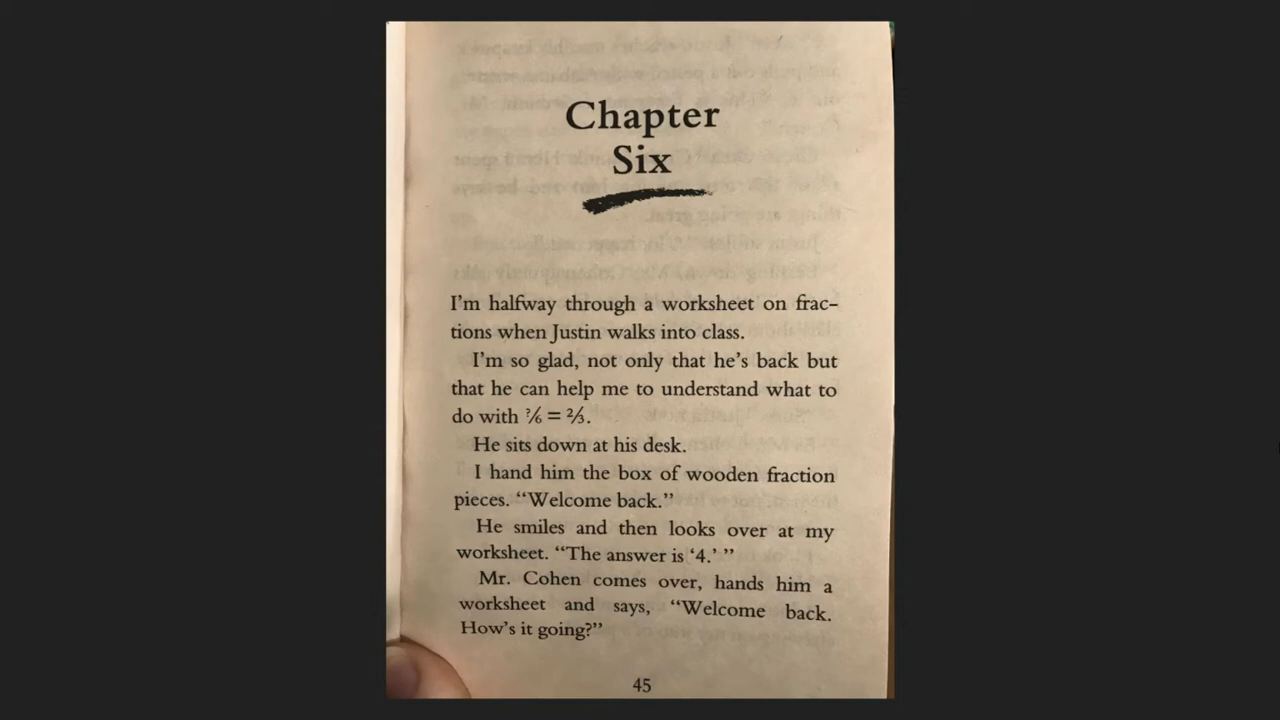 Chapter
Six
I'm halfway through a worksheet on frac-
tions when Justin walks into class.
I'm so glad, not only that he's back but
that he can help me to understand what to
do with ?⁄6 = 2⁄3.
He sits down at his desk.
I hand him the box of wooden fraction
pieces. “Welcome back.”
He smiles and then looks over at my
worksheet. “The answer is ‘4.’ ”
Mr. Cohen comes over, hands him a
worksheet and says, “Welcome back.
How's it going?”
45